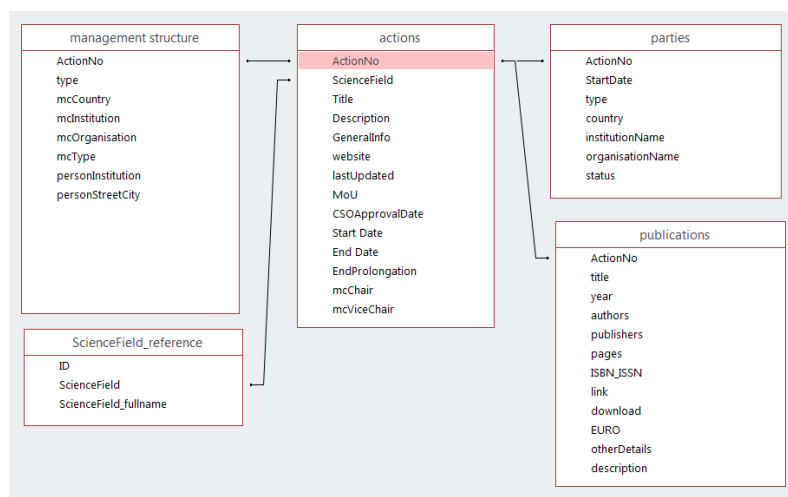 management structure
ActionNo
type
mcCountry
mcInstitution
mcOrganisation
mcType
personInstitution
personStreetCity
actions
ActionNo
ScienceField
Title
Description
GeneralInfo
website
lastUpdated
MoU
CSOApprovalDate
Start Date
End Date
EndProlongation
mcChair
mcViceChair
parties
ActionNo
StartDate
type
country
institutionName
organisationName
status
ScienceField_reference
ID
ScienceField
ScienceField_fullname
publications
ActionNo
title
year
authors
publishers
pages
ISBN_ISSN
link
download
EURO
otherDetails
description